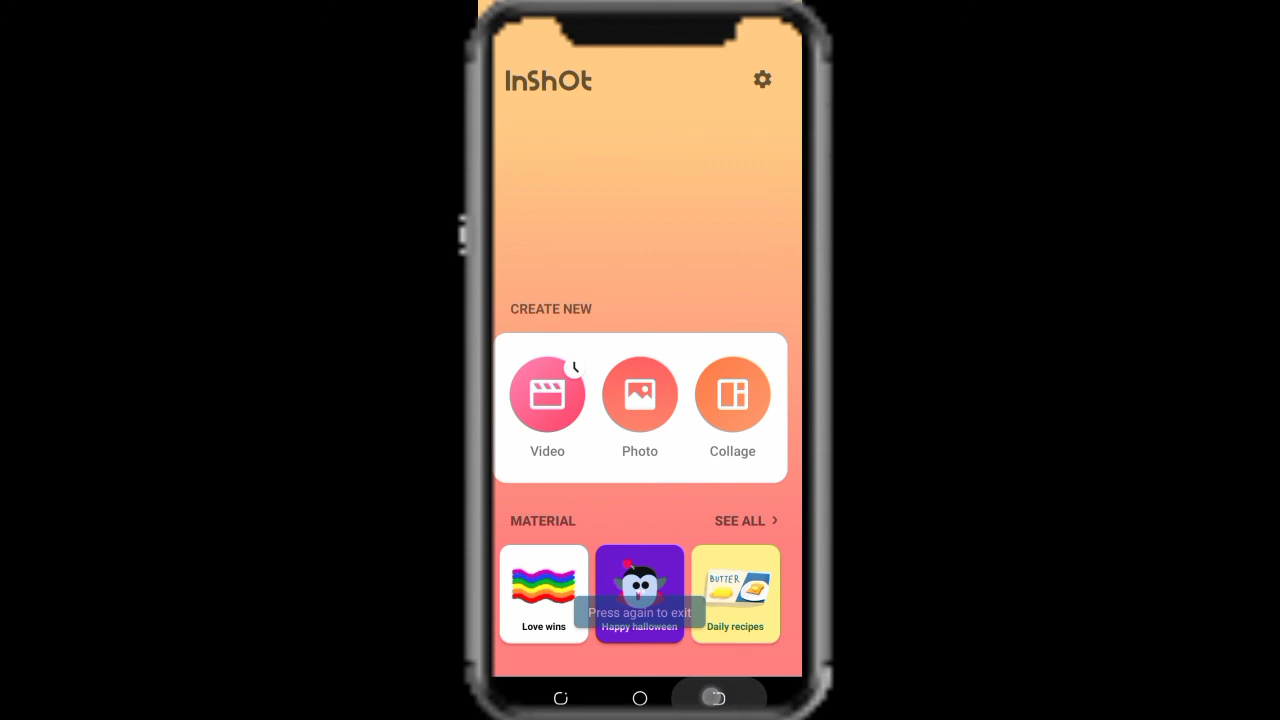 InShOt
CREATE NEW
Video
Photo
Collage
MATERIAL
SEE ALL
BUTTER
Press again to exit
Love wins
Happy halloween
Daily recipes